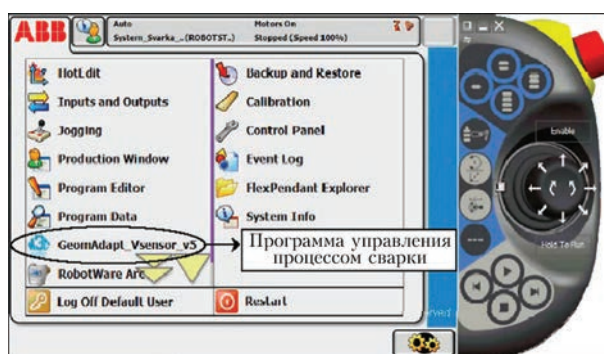 ABB
Auto
System_Svarka_..(ROBOTST..)
Motors On
Stopped (Speed 100%)
HotEdit
Inputs and Outputs
Jogging
Production Window
Program Editor
Program Data
GeomAdapt_Vsensor_v5
RobotWare Arc
Log Off Default User
Backup and Restore
Calibration
Control Panel
Event Log
FlexPendant Explorer
System Info
Программа управления
процессом сварки
Restart
Enable
Hold To Run